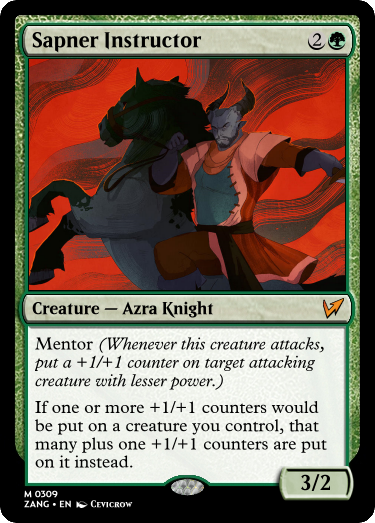 Sapner Instructor 2
Creature — Azra Knight
Mentor (Whenever this creature attacks,
put a +1/+1 counter on target attacking
creature with lesser power.)
If one or more +1/+1 counters would
be put on a creature you control, that
many plus one +1/+1 counters are put
on it instead.
3/2
M 0309
ZANG • EN Cevicrow